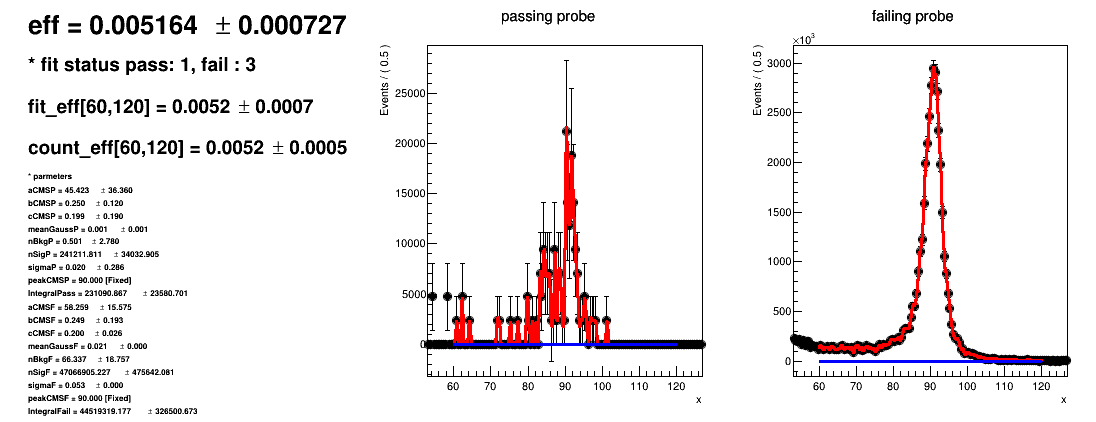 eff = 0.005164 ± 0.000727
* fit status pass: 1, fail : 3
fit_eff[60,120] = 0.0052 ± 0.0007
count_eff[60,120] = 0.0052 ± 0.0005
* parmeters
aCMSP = 45.423 ± 36.360
bCMSP = 0.250 ± 0.120
cCMSP = 0.199 ± 0.190
meanGaussP = 0.001 ± 0.001
nBkgP = 0.501 ± 2.780
nSigP = 241211.811 ± 34032.905
sigmaP = 0.020 ± 0.286
peakCMSP = 90.000 [Fixed]
IntegralPass = 231090.667 ± 23580.701
aCMSF = 58.259 ± 15.575
bCMSF = 0.249 ± 0.193
cCMSF = 0.200 ± 0.026
meanGaussF = 0.021 ± 0.000
nBkgF = 66.337 ± 18.757
nSigF = 47066905.227 ± 475642.081
sigmaF = 0.053 ± 0.000
peakCMSF = 90.000 [Fixed]
IntegralFail = 44519319.177 ± 326500.673
passing probe
Events / ( 0.5 )
25000
20000
15000
10000
5000
0
60 70 80 90 100 110 120
x
failing probe
×10³
Events / ( 0.5 )
3000
2500
2000
1500
1000
500
0
60 70 80 90 100 110 120
x